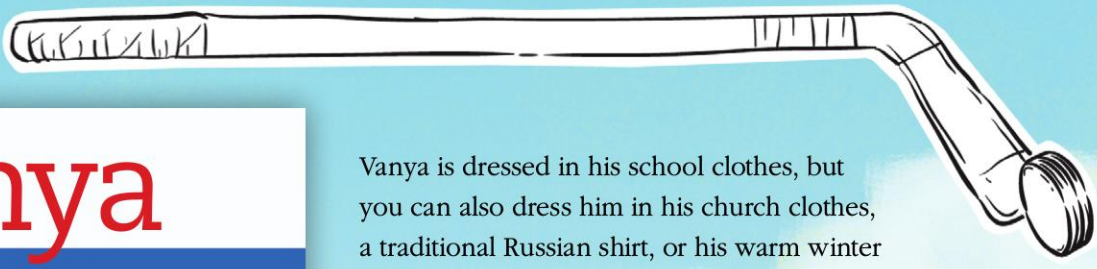 nya
Vanya is dressed in his school clothes, but
you can also dress him in his church clothes,
a traditional Russian shirt, or his warm winter